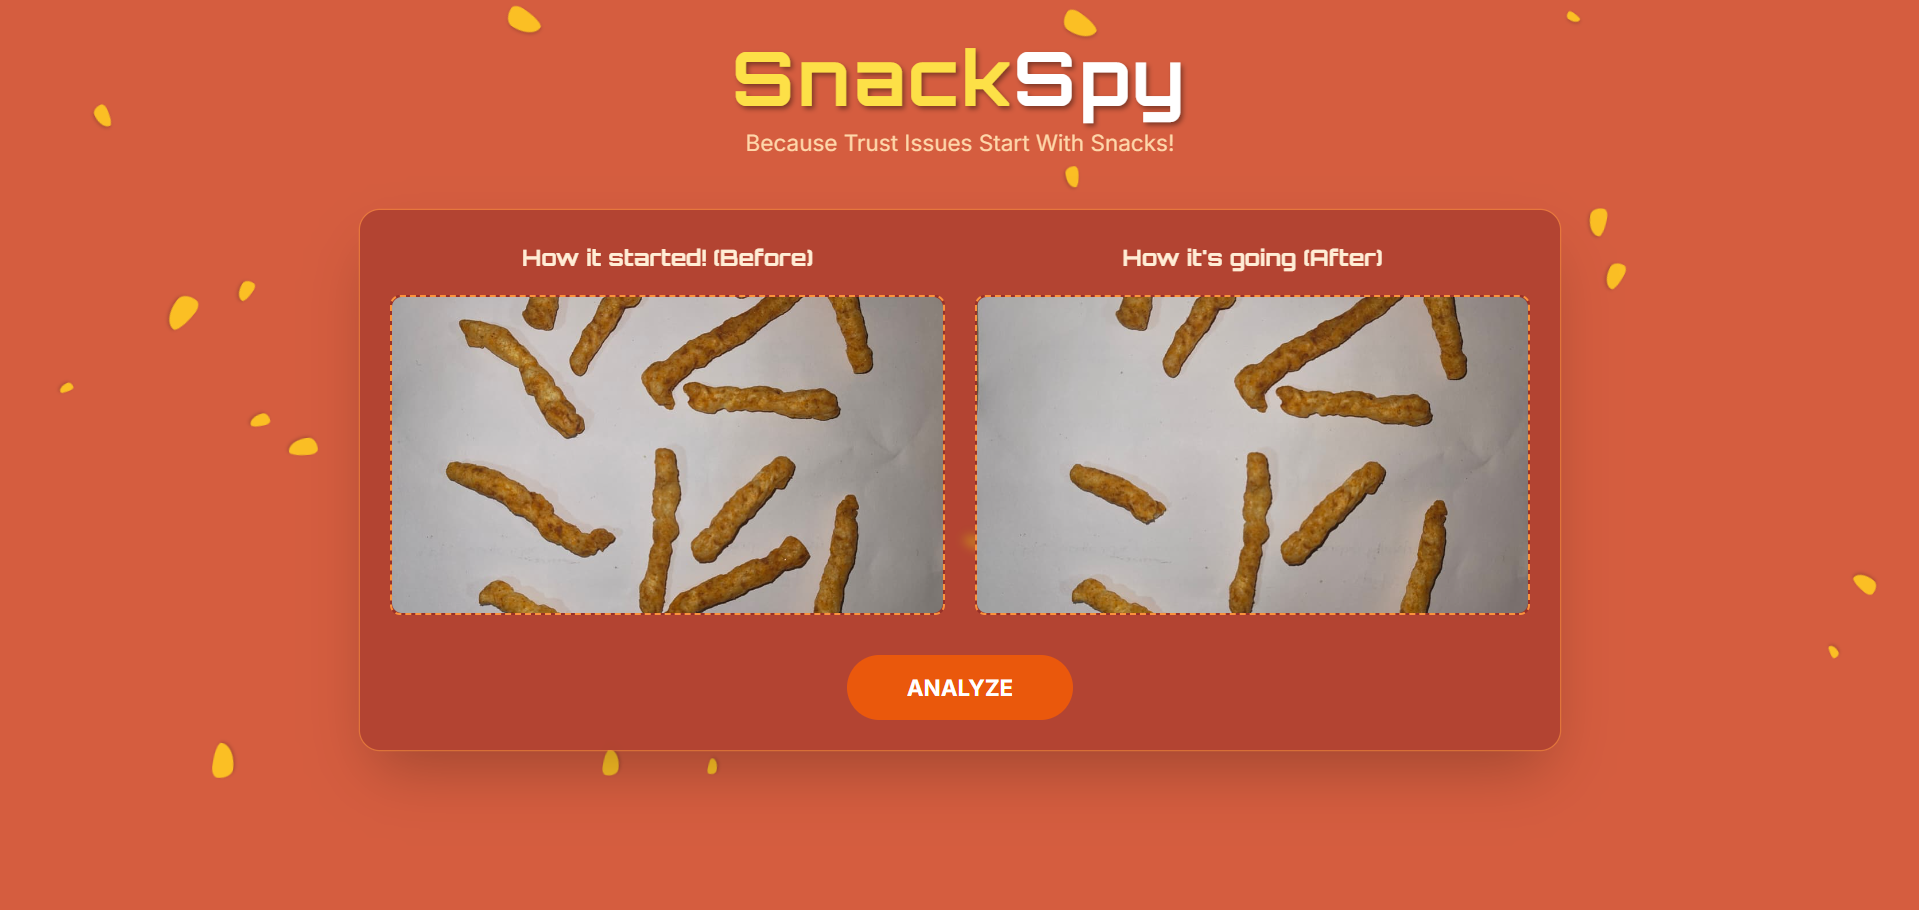 SnackSpy
Because Trust Issues Start With Snacks!
How it started! (Before)
How it's going (After)
ANALYZE